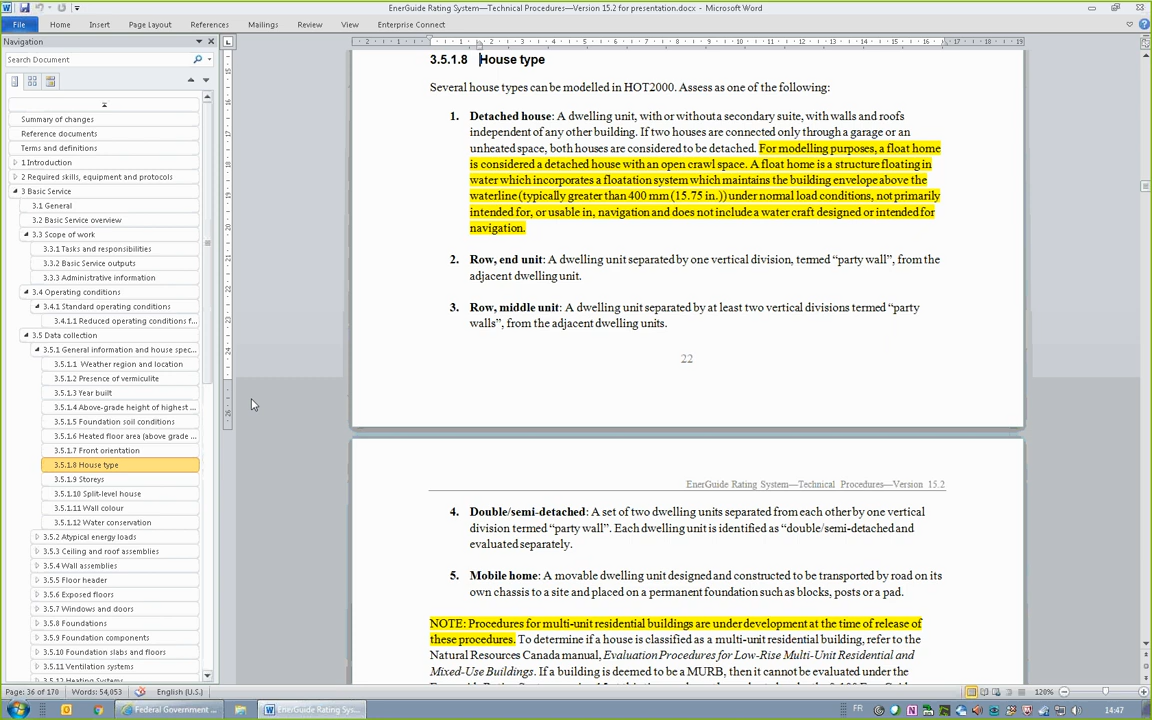 EnerGuide Rating System—Technical Procedures—Version 15.2 for presentation.docx - Microsoft Word
File Home Insert Page Layout References Mailings Review View Enterprise Connect
Navigation
Search Document
Summary of changes
Reference documents
Terms and definitions
1 Introduction
2 Required skills, equipment and protocols
3 Basic Service
3.1 General
3.2 Basic Service overview
3.3 Scope of work
3.3.1 Tasks and responsibilities
3.3.2 Basic Service outputs
3.3.3 Administrative information
3.4 Operating conditions
3.4.1 Standard operating conditions
3.4.1.1 Reduced operating conditions f...
3.5 Data collection
3.5.1 General information and house spec...
3.5.1.1 Weather region and location
3.5.1.2 Presence of vermiculite
3.5.1.3 Year built
3.5.1.4 Above-grade height of highest ...
3.5.1.5 Foundation soil conditions
3.5.1.6 Heated floor area (above grade ...
3.5.1.7 Front orientation
3.5.1.8 House type
3.5.1.9 Storeys
3.5.1.10 Split-level house
3.5.1.11 Wall colour
3.5.1.12 Water conservation
3.5.2 Atypical energy loads
3.5.3 Ceiling and roof assemblies
3.5.4 Wall assemblies
3.5.5 Floor header
3.5.6 Exposed floors
3.5.7 Windows and doors
3.5.8 Foundations
3.5.9 Foundation components
3.5.10 Foundation slabs and floors
3.5.11 Ventilation systems
3.5.12 Heating Systems
3.5.1.8 House type
Several house types can be modelled in HOT2000. Assess as one of the following:
1. Detached house: A dwelling unit, with or without a secondary suite, with walls and roofs
independent of any other building. If two houses are connected only through a garage or an
unheated space, both houses are considered to be detached. For modelling purposes, a float home
is considered a detached house with an open crawl space. A float home is a structure floating in
water which incorporates a floatation system which maintains the building envelope above the
waterline (typically greater than 400 mm (15.75 in.)) under normal load conditions, not primarily
intended for, or usable in, navigation and does not include a water craft designed or intended for
navigation.
2. Row, end unit: A dwelling unit separated by one vertical division, termed “party wall”, from the
adjacent dwelling unit.
3. Row, middle unit: A dwelling unit separated by at least two vertical divisions termed “party
walls”, from the adjacent dwelling units.
22
EnerGuide Rating System—Technical Procedures—Version 15.2
4. Double/semi-detached: A set of two dwelling units separated from each other by one vertical
division termed “party wall”. Each dwelling unit is identified as “double/semi-detached and
evaluated separately.
5. Mobile home: A movable dwelling unit designed and constructed to be transported by road on its
own chassis to a site and placed on a permanent foundation such as blocks, posts or a pad.
NOTE: Procedures for multi-unit residential buildings are under development at the time of release of
these procedures. To determine if a house is classified as a multi-unit residential building, refer to the
Natural Resources Canada manual, Evaluation Procedures for Low-Rise Multi-Unit Residential and
Mixed-Use Buildings. If a building is deemed to be a MURB, then it cannot be evaluated under the
Page: 36 of 170 Words: 54,053 English (U.S.) 120%
Federal Government ... EnerGuide Rating Sys... FR 14:47